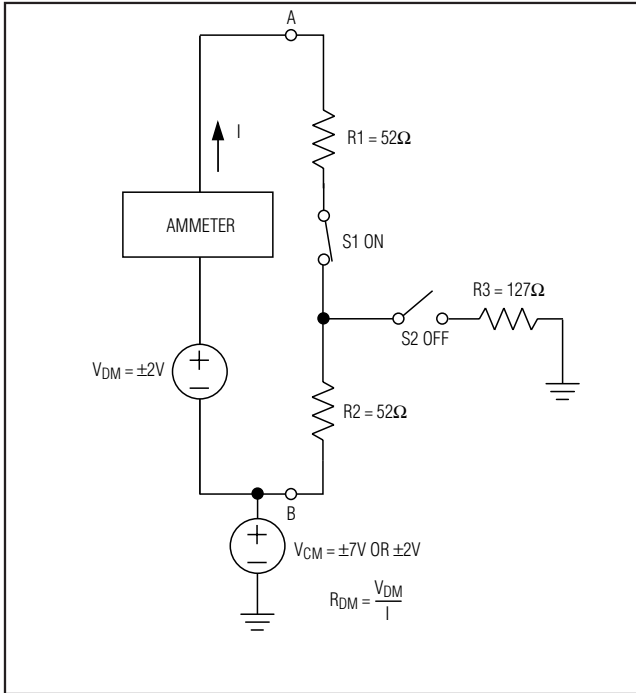 A
I
R1 = 52Ω
AMMETER
S1 ON
R3 = 127Ω
S2 OFF
+
VDM = ±2V
−
R2 = 52Ω
B
+
VCM = ±7V OR ±2V
−
RDM = VDM
I